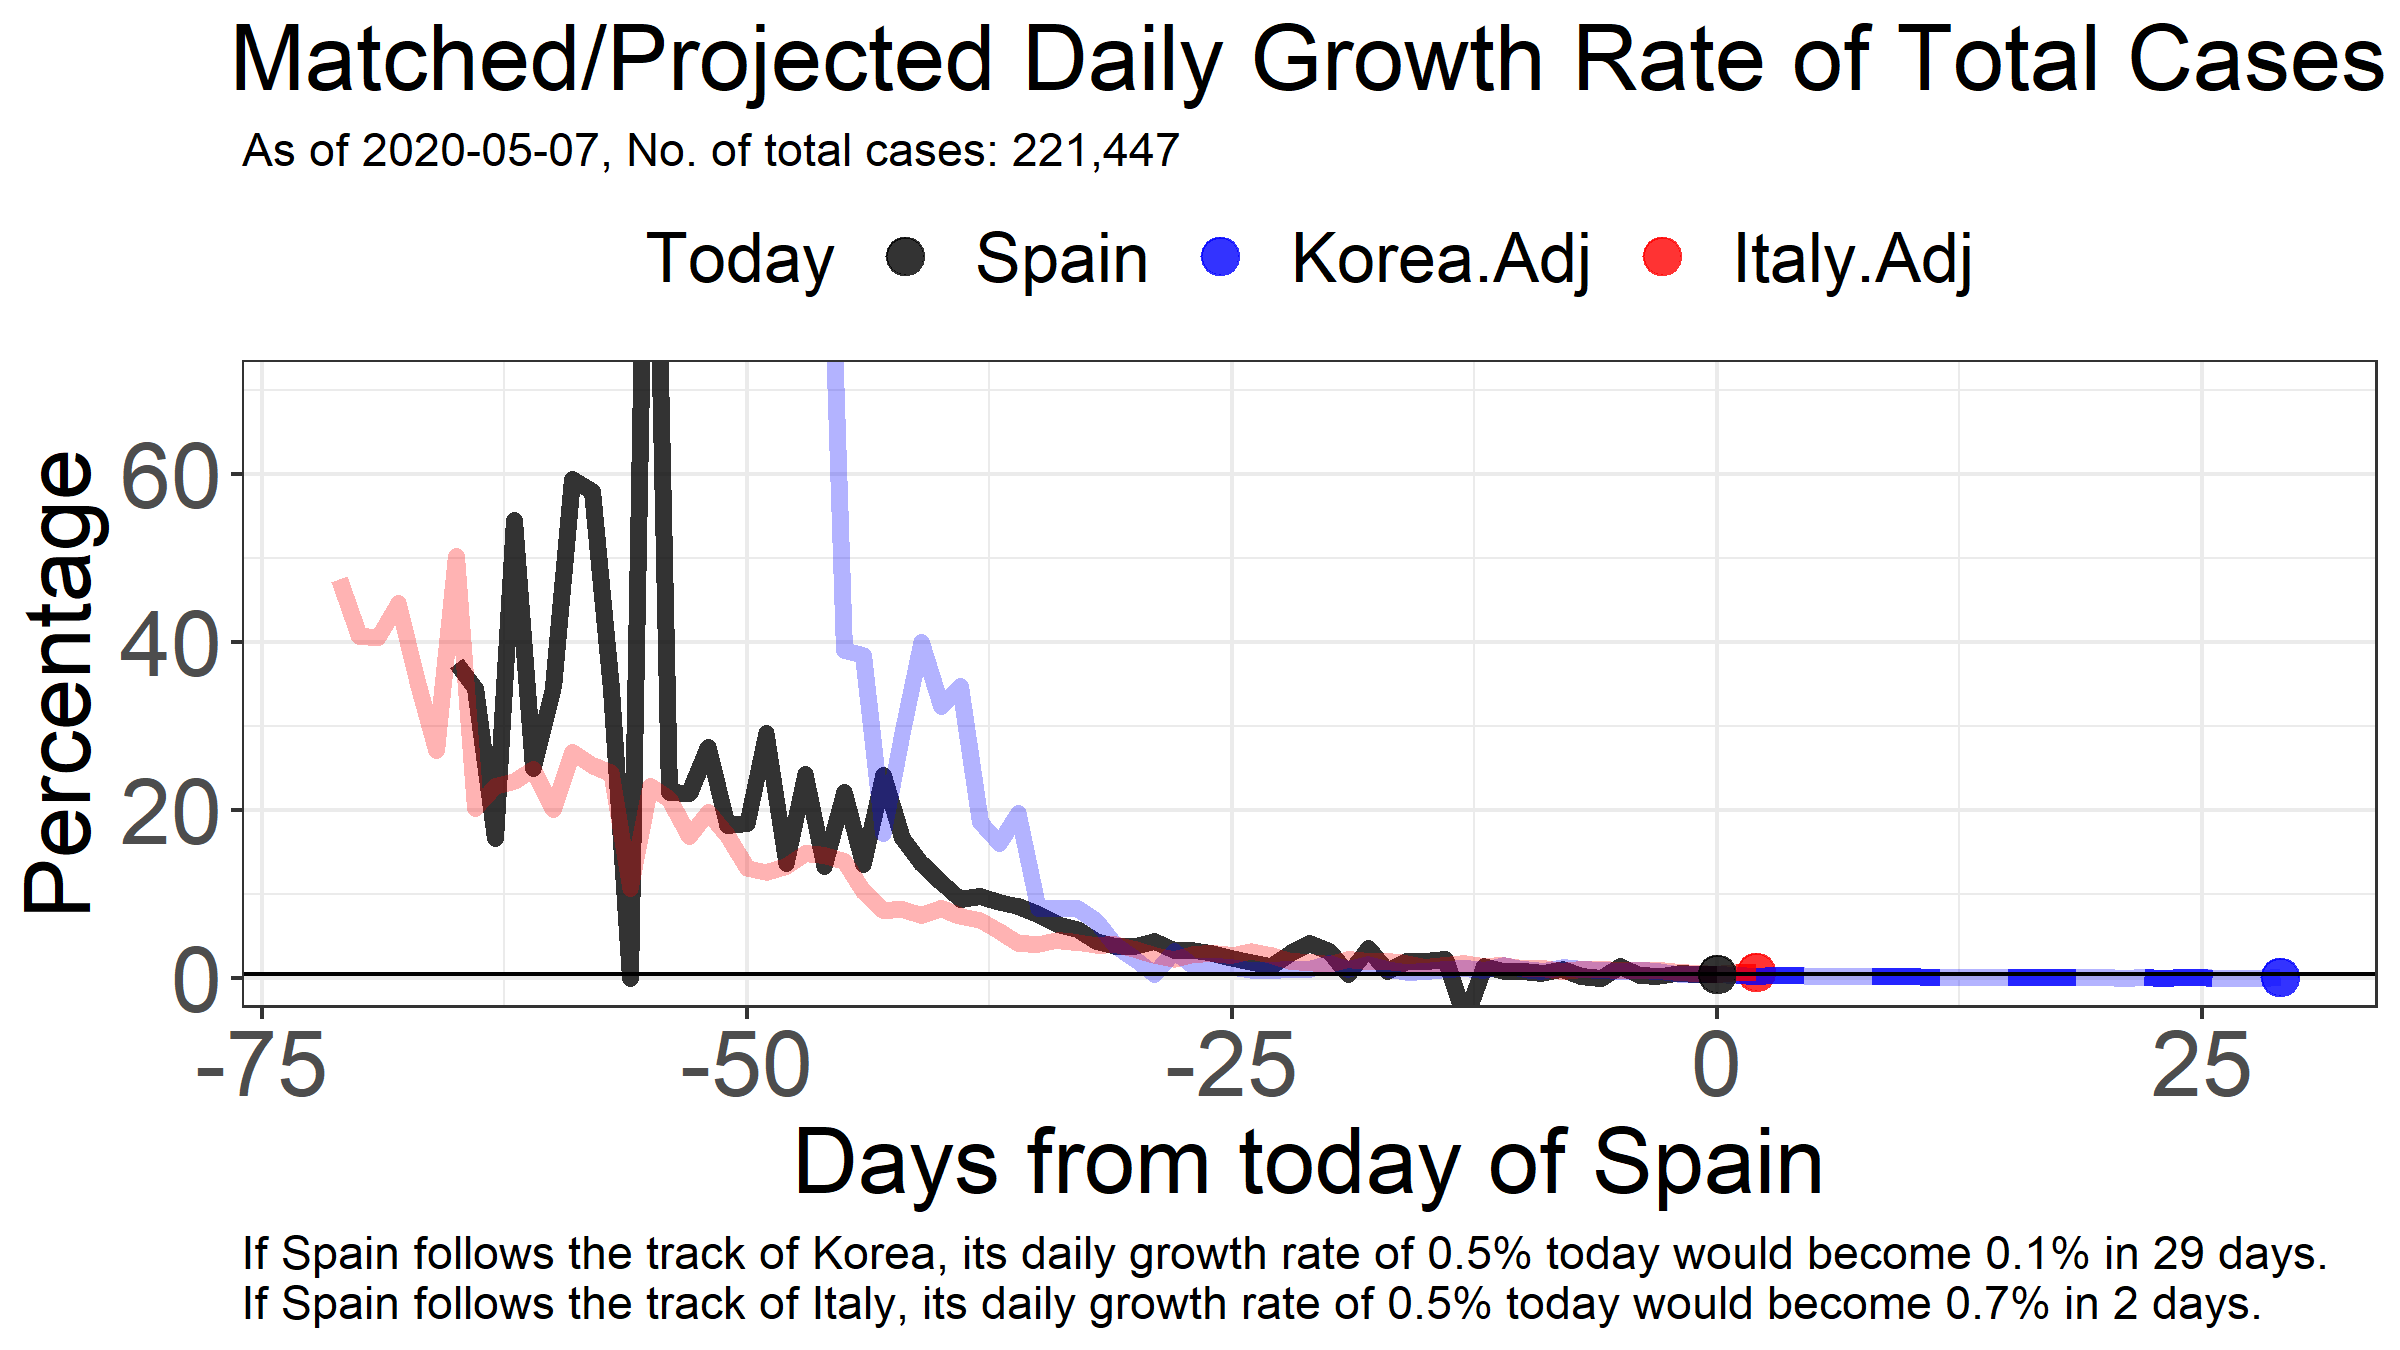 Matched/Projected Daily Growth Rate of Total Cases
As of 2020-05-07, No. of total cases: 221,447
Today Spain Korea.Adj Italy.Adj
Percentage
60
40
20
0
-75 -50 -25 0 25
Days from today of Spain
If Spain follows the track of Korea, its daily growth rate of 0.5% today would become 0.1% in 29 days.
If Spain follows the track of Italy, its daily growth rate of 0.5% today would become 0.7% in 2 days.